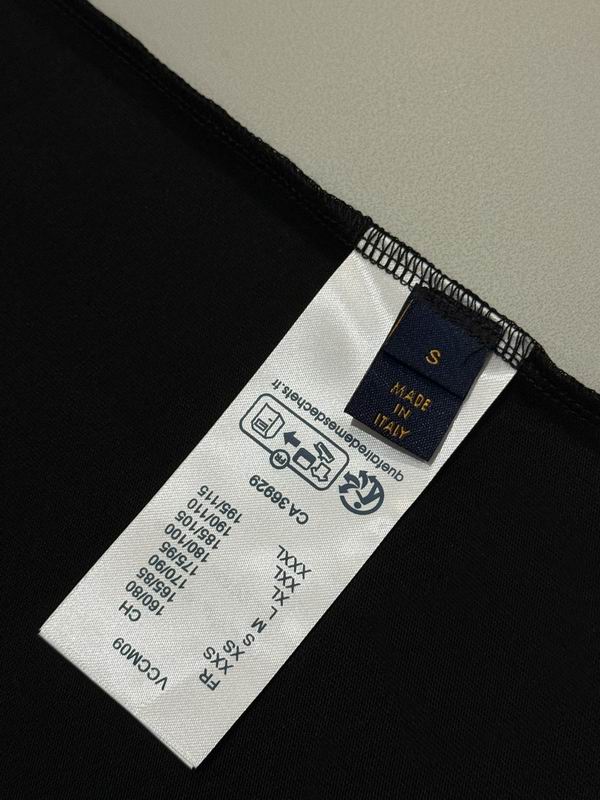 S
MADE
IN
ITALY
VCCM09
FR CH
XXS 160/80
XS 165/85
S 170/90
M 175/95
L 180/100
XL 185/105
XXL 190/110
XXXL 195/115
CA 36929
FR
quefairedemesdechets.fr